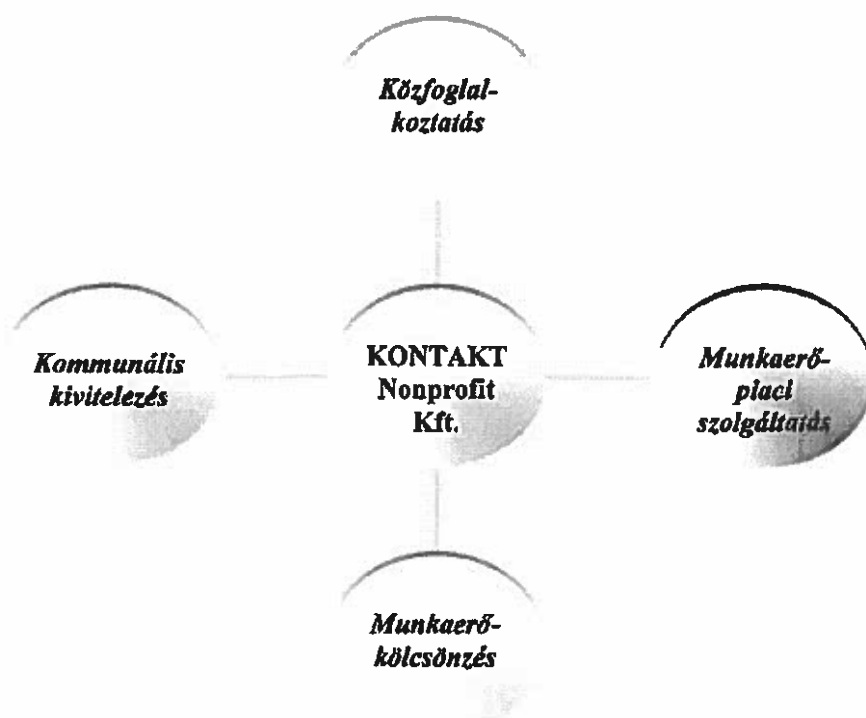 Közfoglal-
koztatás
Kommunális
kivitelezés
KONTAKT
Nonprofit
Kft.
Munkaerő-
piaci
szolgáltatás
Munkaerő-
kölcsönzés